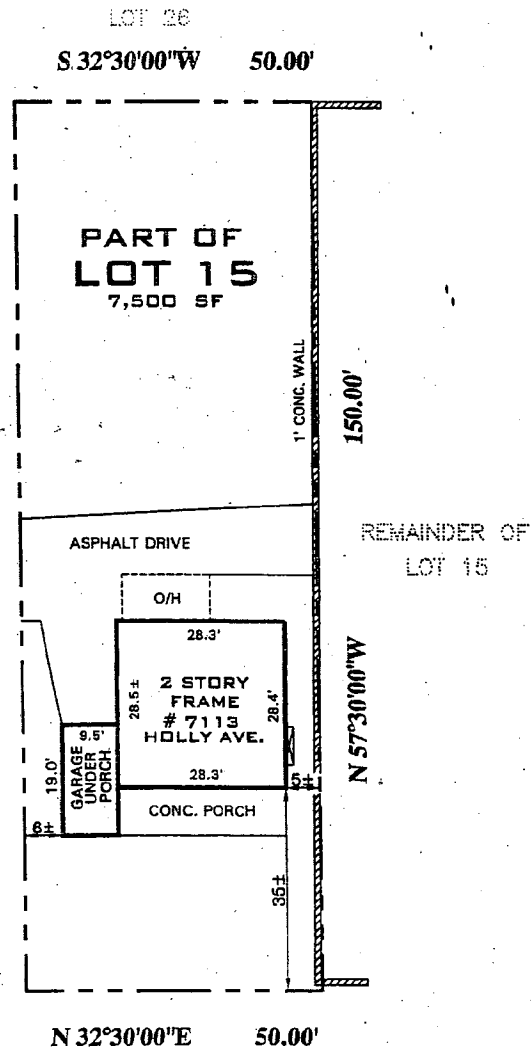 LOT 26
S 32°30'00"W 50.00'
PART OF
LOT 15
7,500 SF
1' CONC. WALL
150.00'
ASPHALT DRIVE
REMAINDER OF
LOT 15
O/H
28.3'
28.5±
2 STORY
FRAME
# 7113
HOLLY AVE.
28.4'
N 57°30'00"W
9.5'
19.0'
GARAGE
UNDER
PORCH.
28.3'
5±
CONC. PORCH
6±
35±
N 32°30'00"E 50.00'